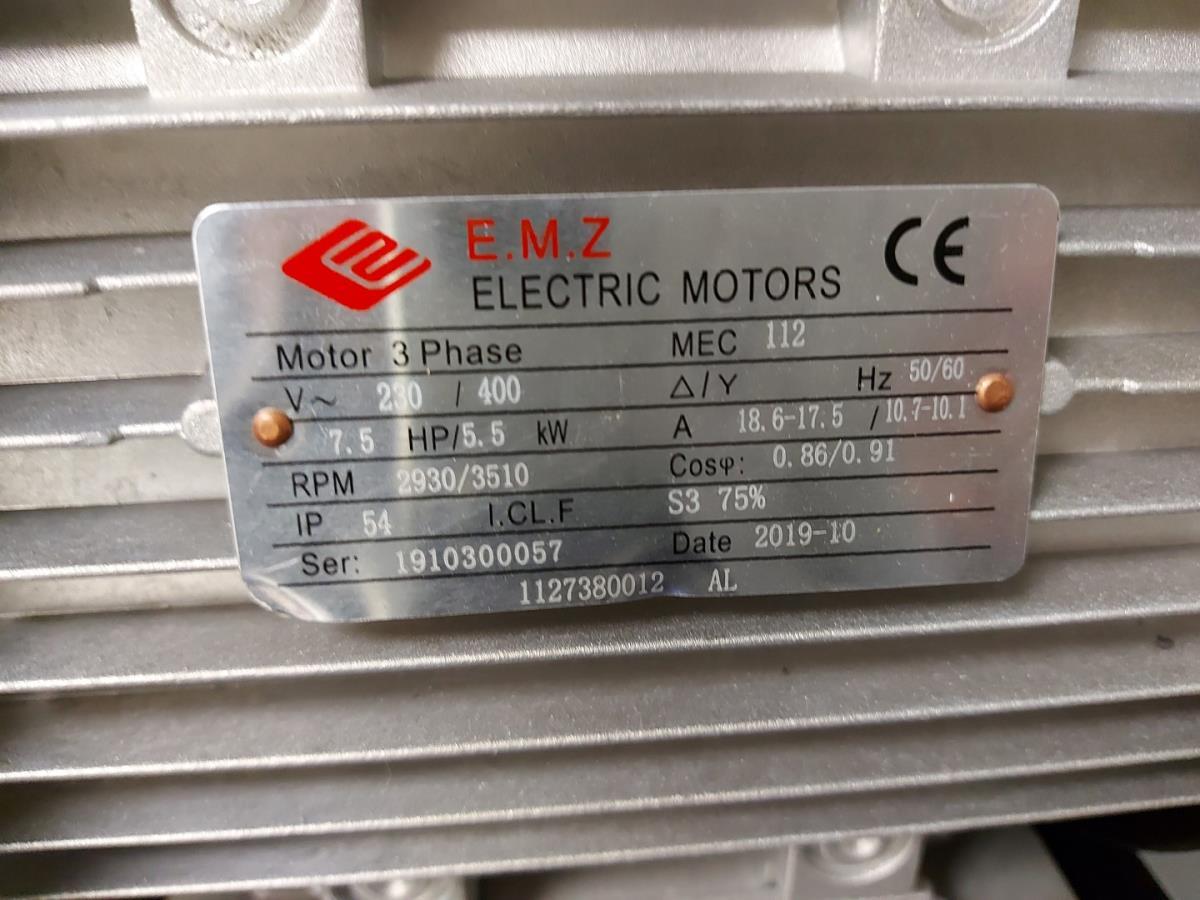 E.M.Z
ELECTRIC MOTORS CE
Motor 3 Phase MEC 112
V~ 230 / 400 Δ/Y Hz 50/60
7.5 HP/5.5 kW A 18.6-17.5 /10.7-10.1
RPM 2930/3510 Cosφ: 0.86/0.91
IP 54 I.CL.F S3 75%
Ser: 1910300057 Date 2019-10
1127380012 AL